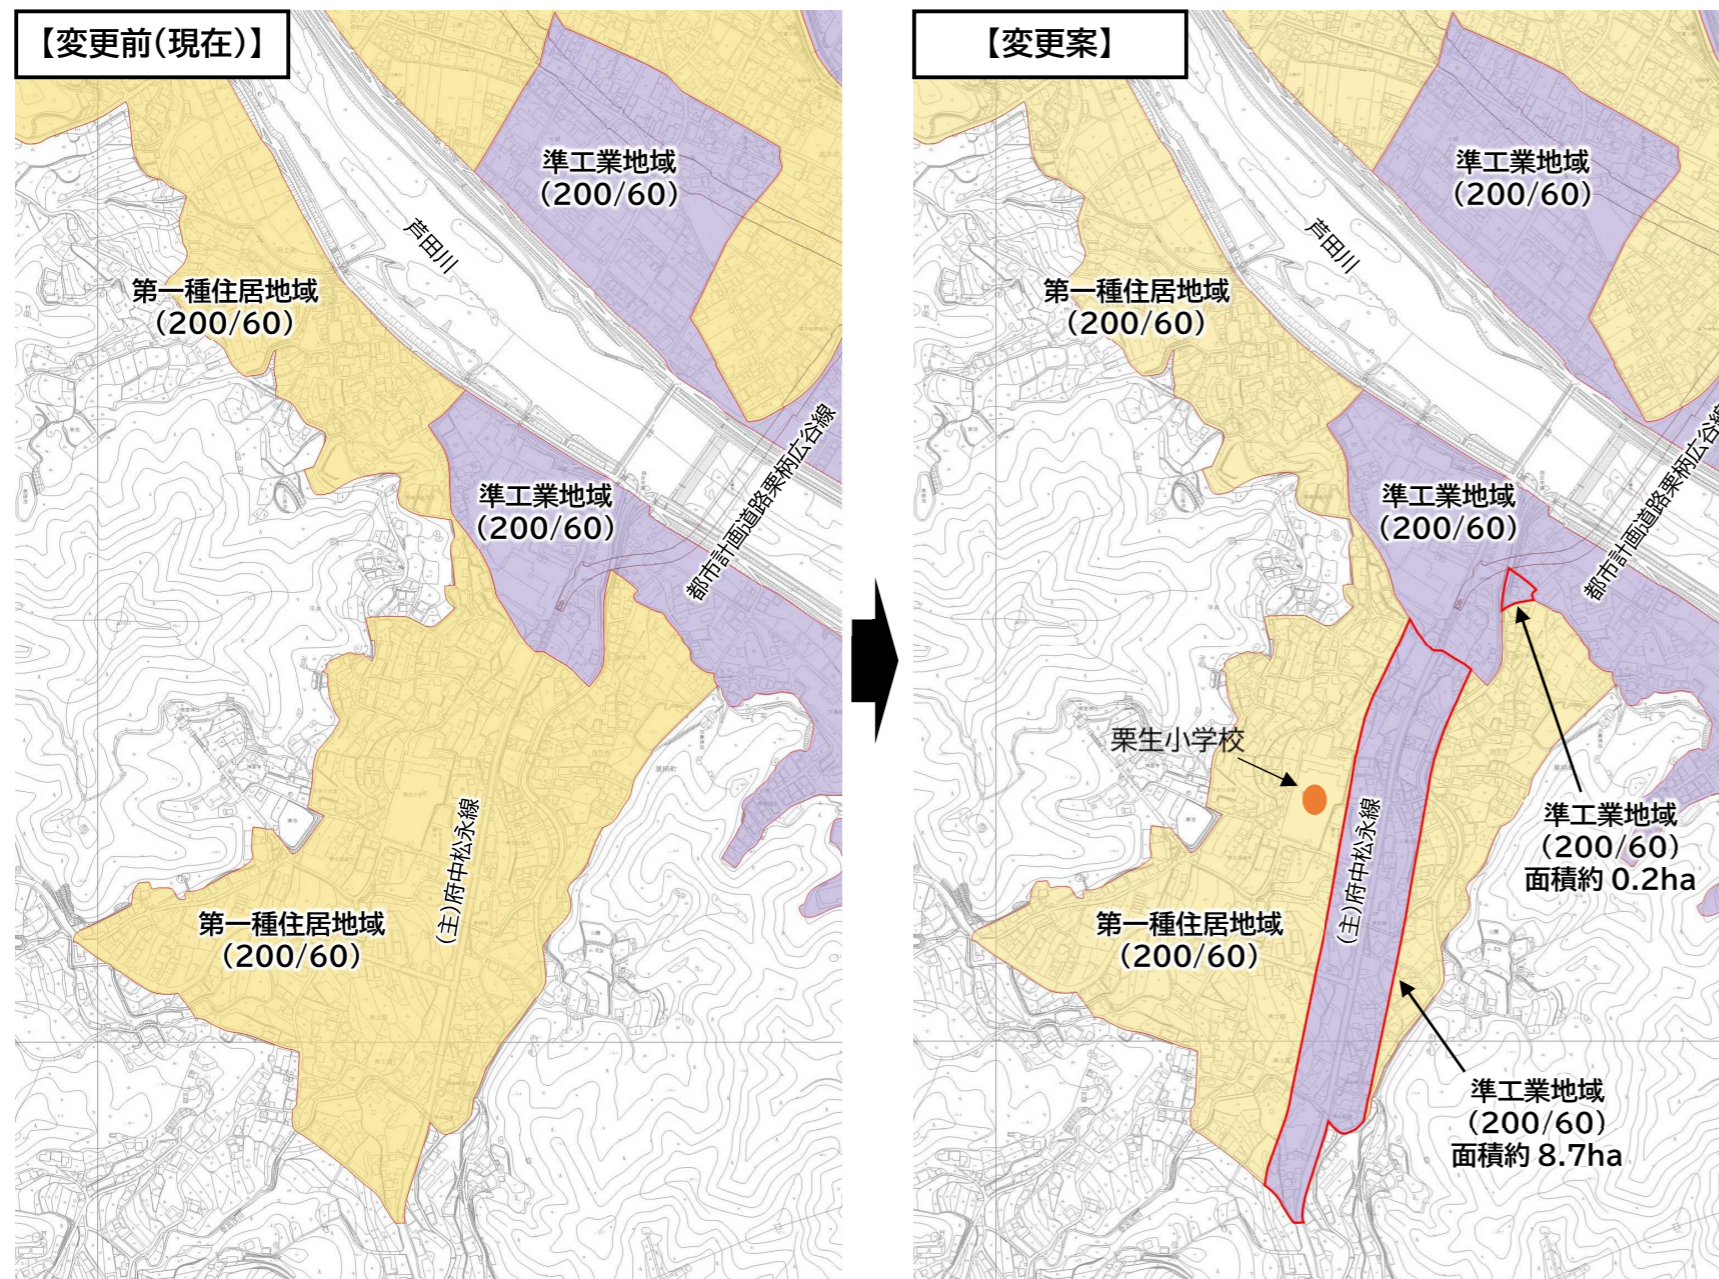 【変更前(現在)】
準工業地域
(200/60)
芦田川
第一種住居地域
(200/60)
準工業地域
(200/60)
都市計画道路栗柄広谷線
(主)府中松永線
第一種住居地域
(200/60)
【変更案】
準工業地域
(200/60)
芦田川
第一種住居地域
(200/60)
準工業地域
(200/60)
都市計画道路栗柄広谷線
栗生小学校
準工業地域
(200/60)
面積約 0.2ha
(主)府中松永線
第一種住居地域
(200/60)
準工業地域
(200/60)
面積約 8.7ha